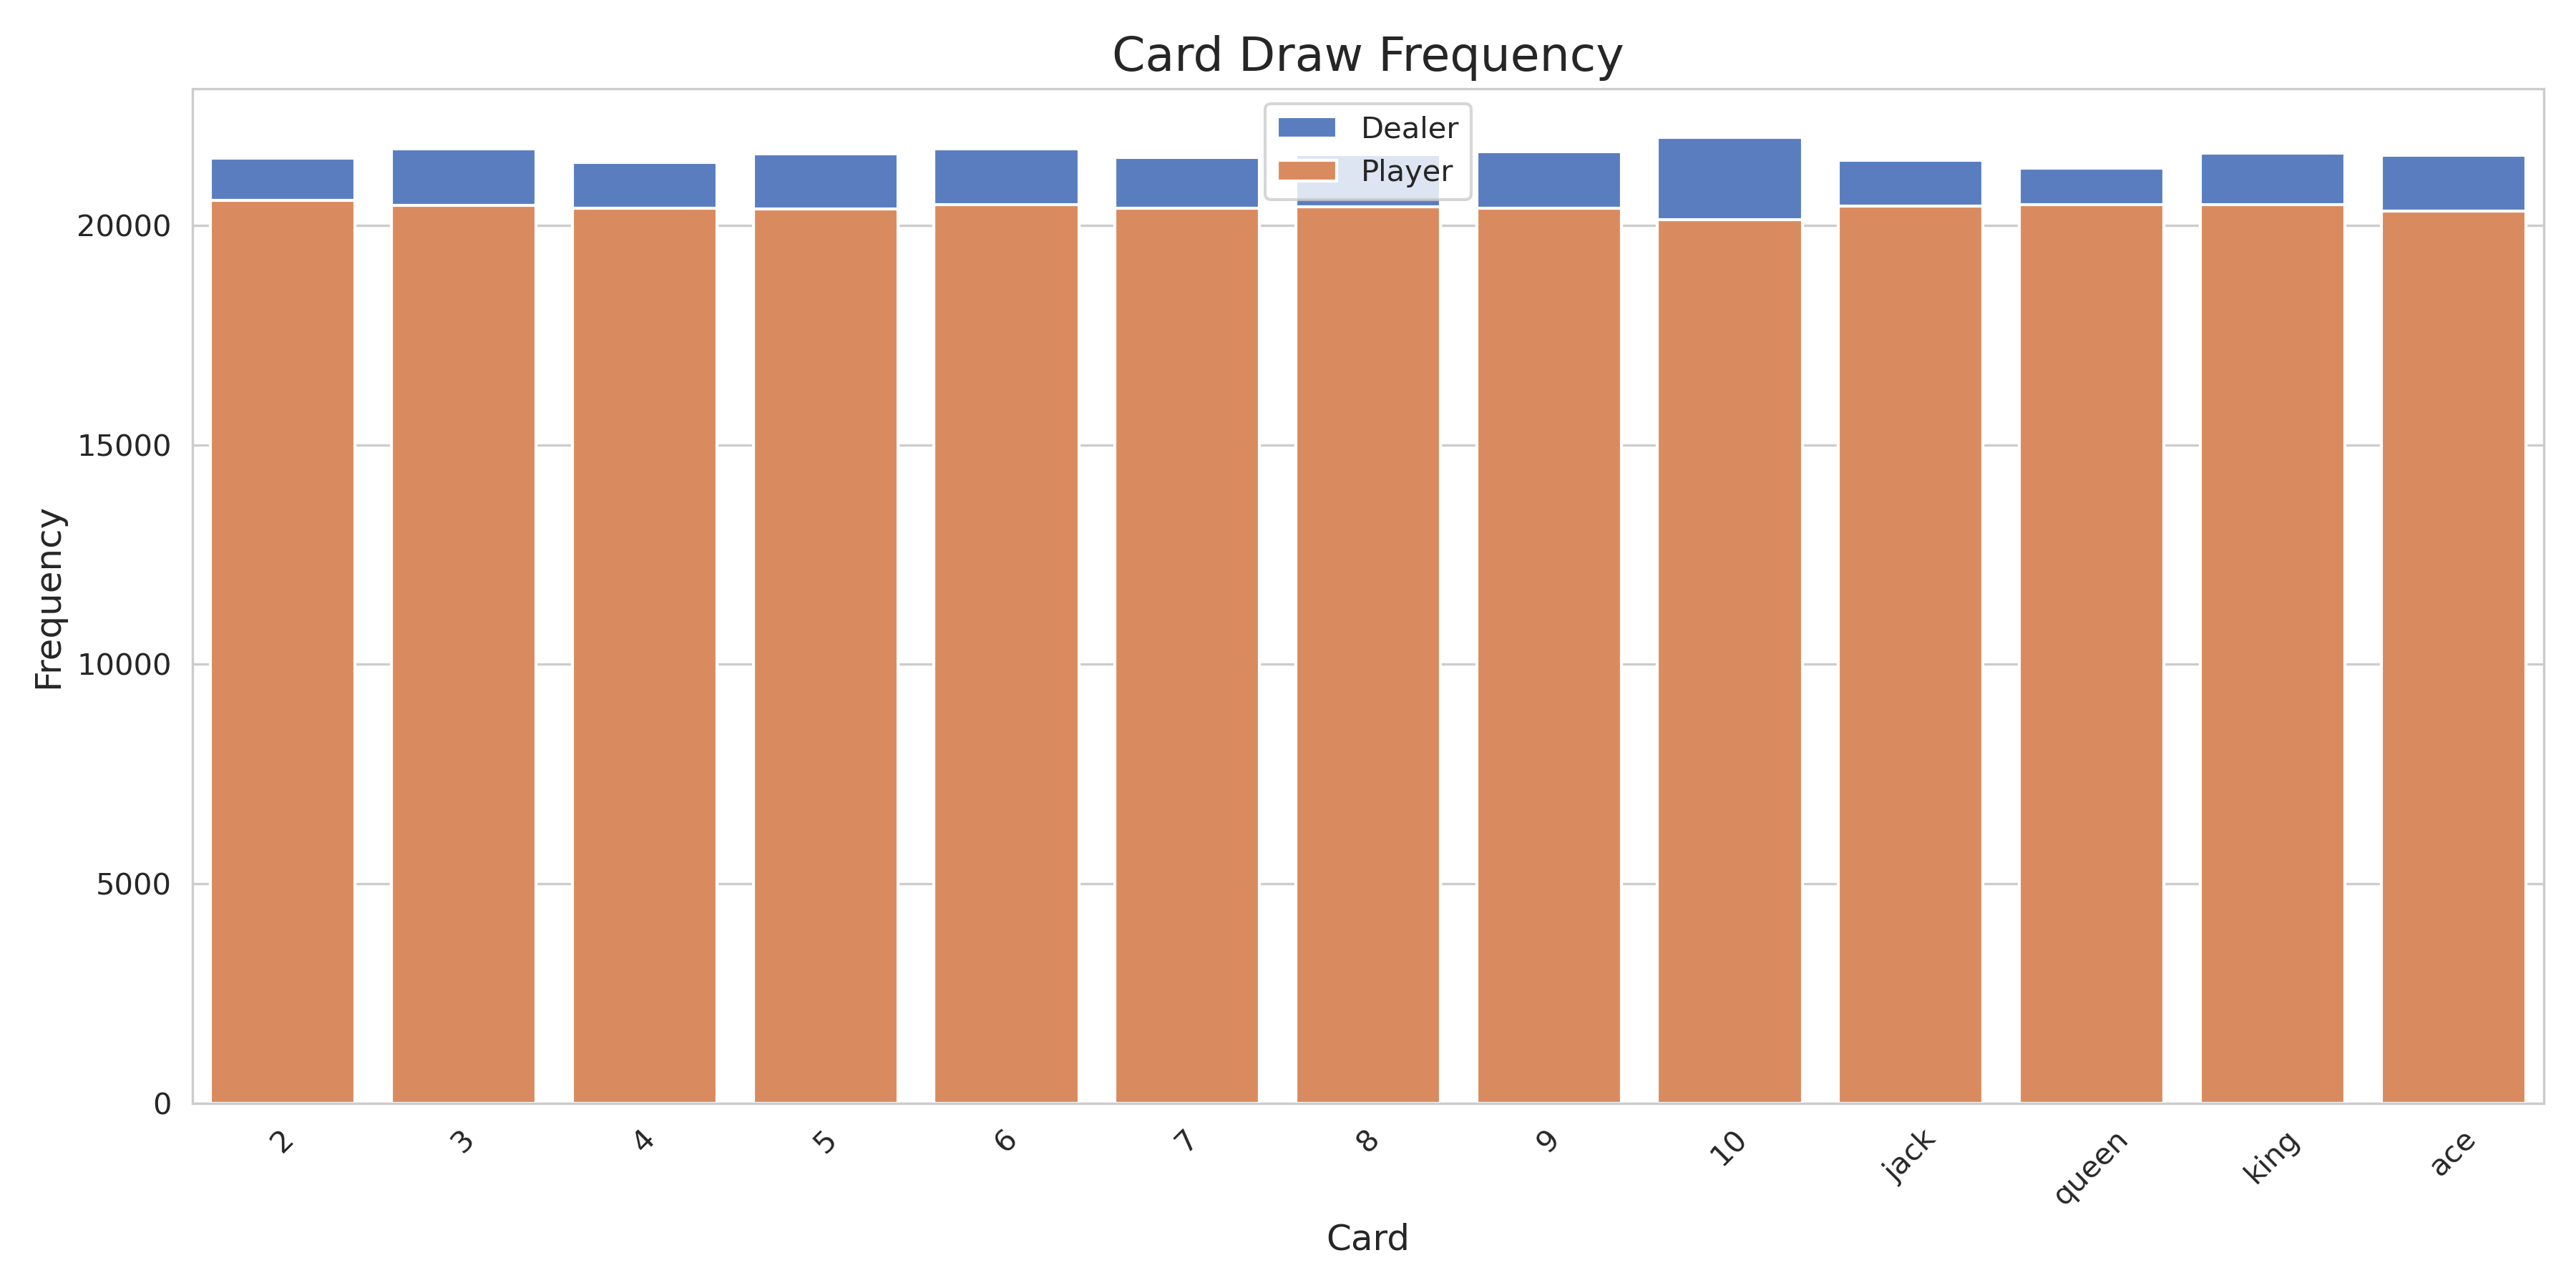 Card Draw Frequency
Dealer
Player
Frequency
20000
15000
10000
5000
0
2
3
4
5
6
7
8
9
10
jack
queen
king
ace
Card